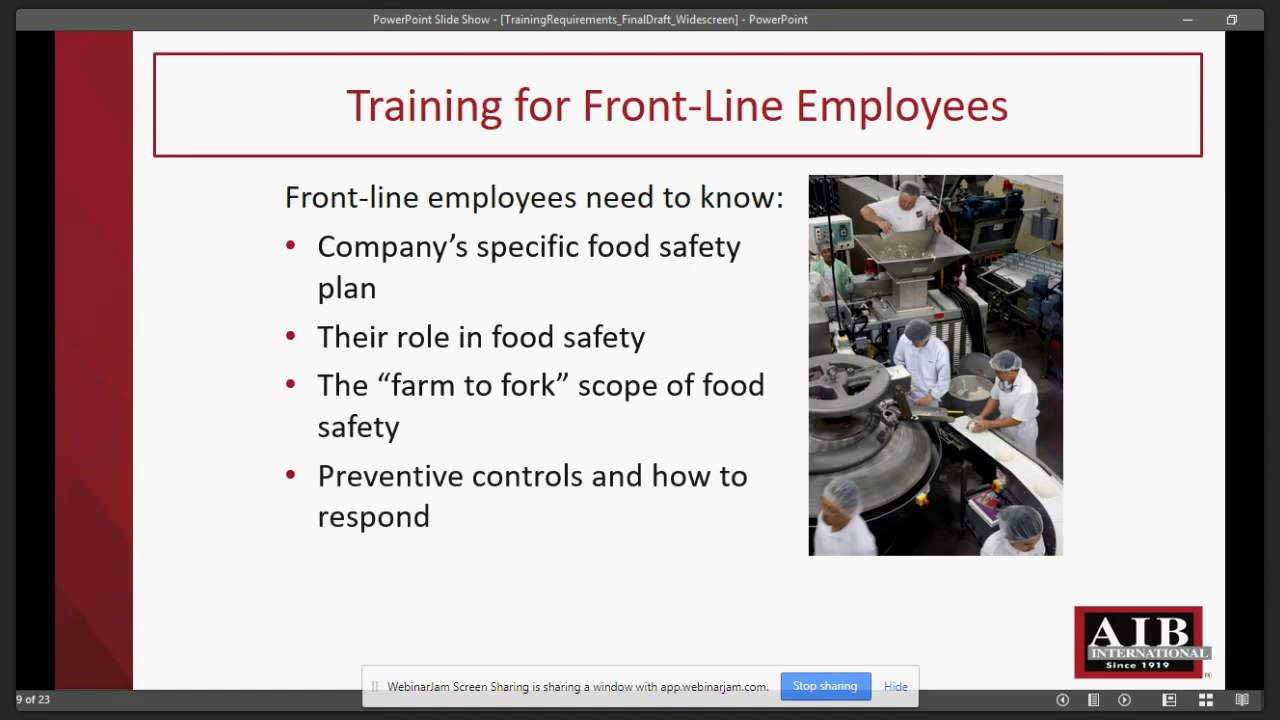 PowerPoint Slide Show - [TrainingRequirements_FinalDraft_Widescreen] - PowerPoint
Training for Front-Line Employees
Front-line employees need to know:
• Company’s specific food safety
plan
• Their role in food safety
• The “farm to fork” scope of food
safety
• Preventive controls and how to
respond
AIB
INTERNATIONAL
Since 1919
WebinarJam Screen Sharing is sharing a window with app.webinarjam.com.
Stop sharing
Hide
9 of 23